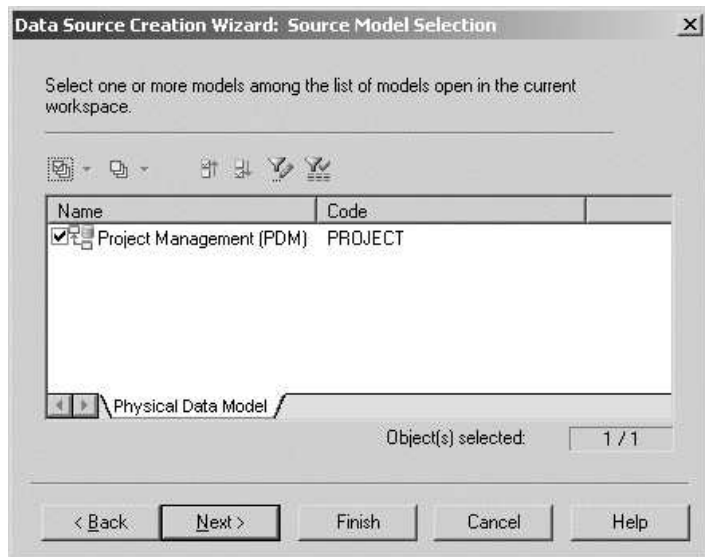 Data Source Creation Wizard: Source Model Selection
Select one or more models among the list of models open in the current
workspace.
Name Code
Project Management (PDM) PROJECT
Physical Data Model
Object(s) selected: 1 / 1
< Back Next > Finish Cancel Help